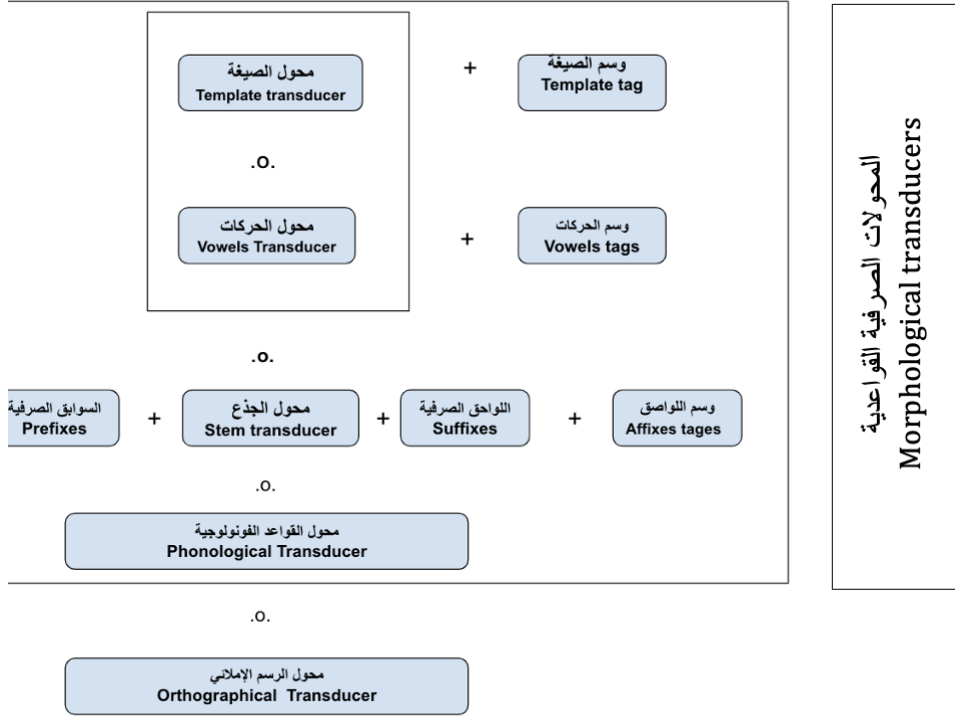 محول الصيغة
Template transducer
+
وسم الصيغة
Template tag
.o.
محول الحركات
Vowels Transducer
+
وسم الحركات
Vowels tags
.o.
السوابق الصرفية
Prefixes
+
محول الجذع
Stem transducer
+
اللواحق الصرفية
Suffixes
+
وسم اللواصق
Affixes tages
.o.
محول القواعد الفونولوجية
Phonological Transducer
.o.
محول الرسم الإملائي
Orthographical Transducer
المحولات الصرفية القواعدية
Morphological transducers